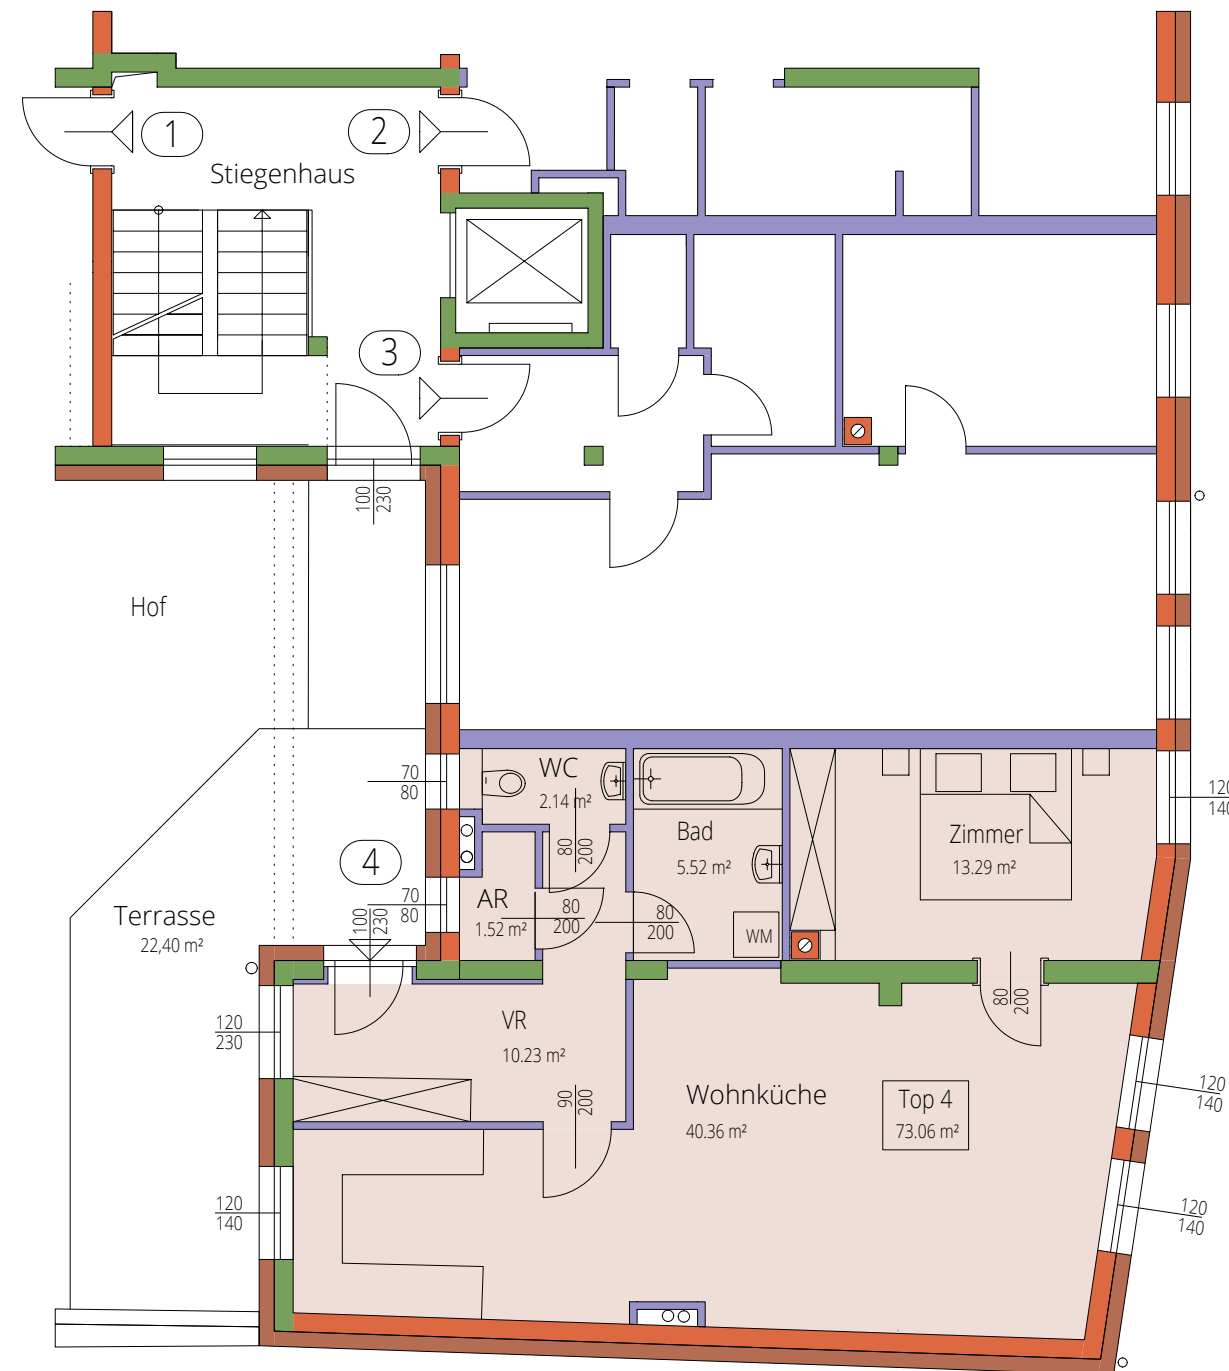 1
2
Stiegenhaus
3
100
230
Hof
WC
2.14 m²
70
80
80
200
Bad
5.52 m²
Zimmer
13.29 m²
120
140
4
Terrasse
22,40 m²
70
80
100
230
AR
1.52 m²
80
200
80
200
WM
VR
10.23 m²
80
200
120
230
90
200
Wohnküche
40.36 m²
Top 4
73.06 m²
120
140
120
140
120
140